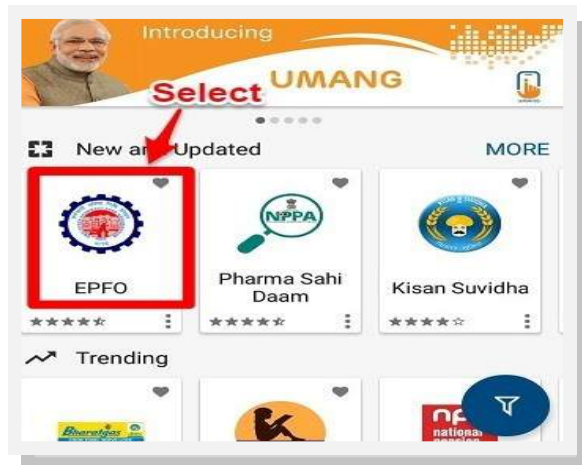 Introducing
UMANG
Select
New and Updated
MORE
NPPA
EPFO
Pharma Sahi
Daam
Kisan Suvidha
Trending
Bharatgas
national